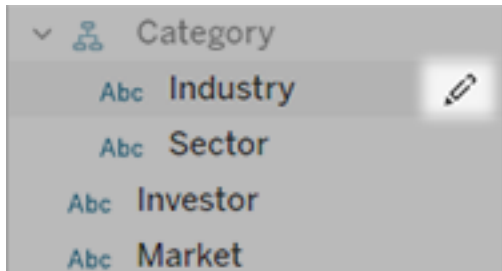 Category
Abc Industry
Abc Sector
Abc Investor
Abc Market